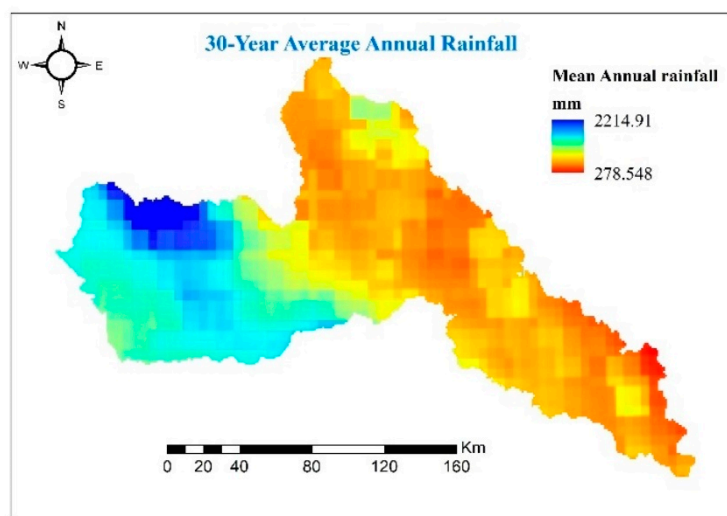 30-Year Average Annual Rainfall
N
W E
S
Mean Annual rainfall
mm
2214.91
278.548
Km
0 20 40 80 120 160